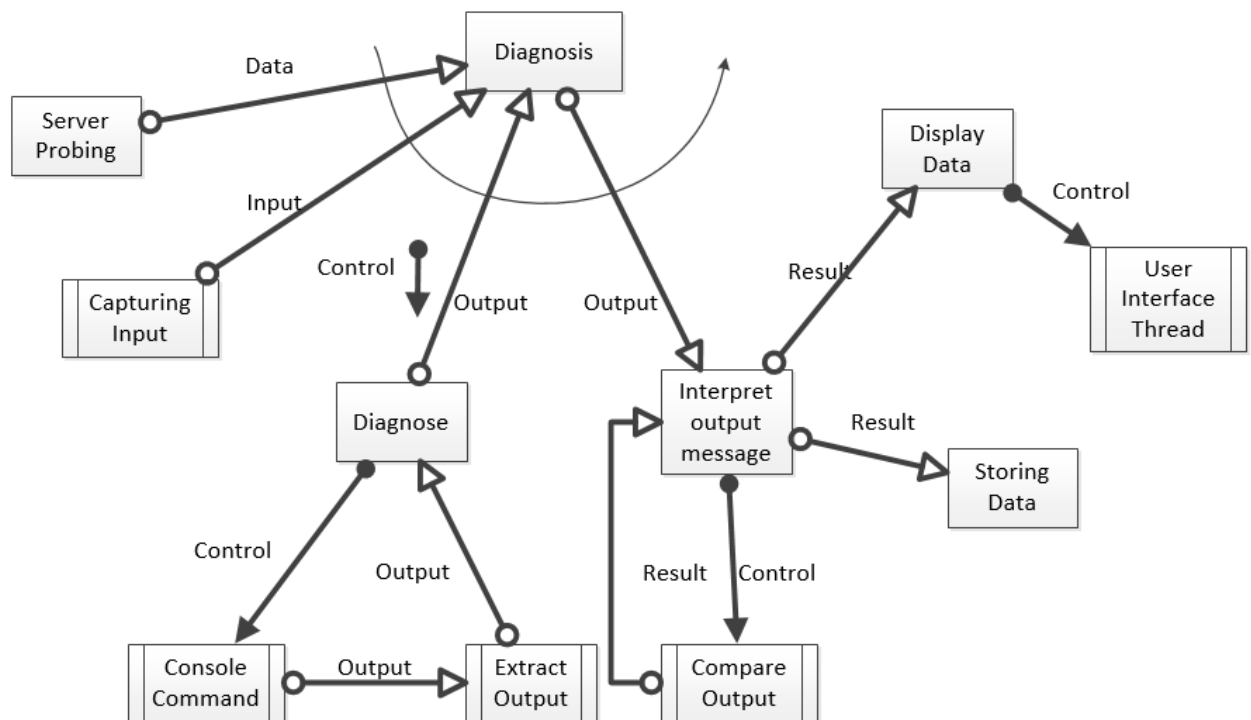 Diagnosis
Data
Server
Probing
Display
Data
Control
Input
Control
Capturing
Input
Output
Output
Result
User
Interface
Thread
Diagnose
Interpret
output
message
Result
Storing
Data
Control
Output
Result
Control
Console
Command
Output
Extract
Output
Compare
Output